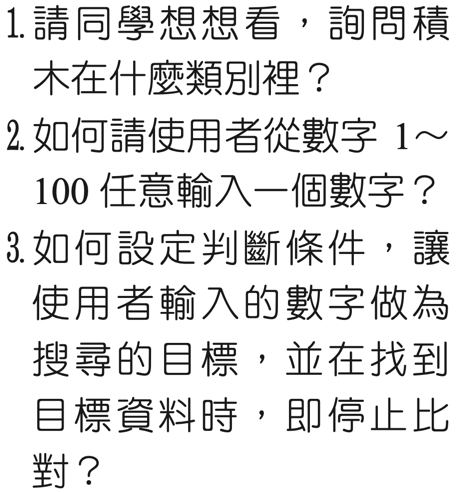 1. 請同學想想看，詢問積
木在什麼類別裡？
2. 如何請使用者從數字 1～
100 任意輸入一個數字？
3. 如何設定判斷條件，讓
使用者輸入的數字做為
搜尋的目標，並在找到
目標資料時，即停止比
對？